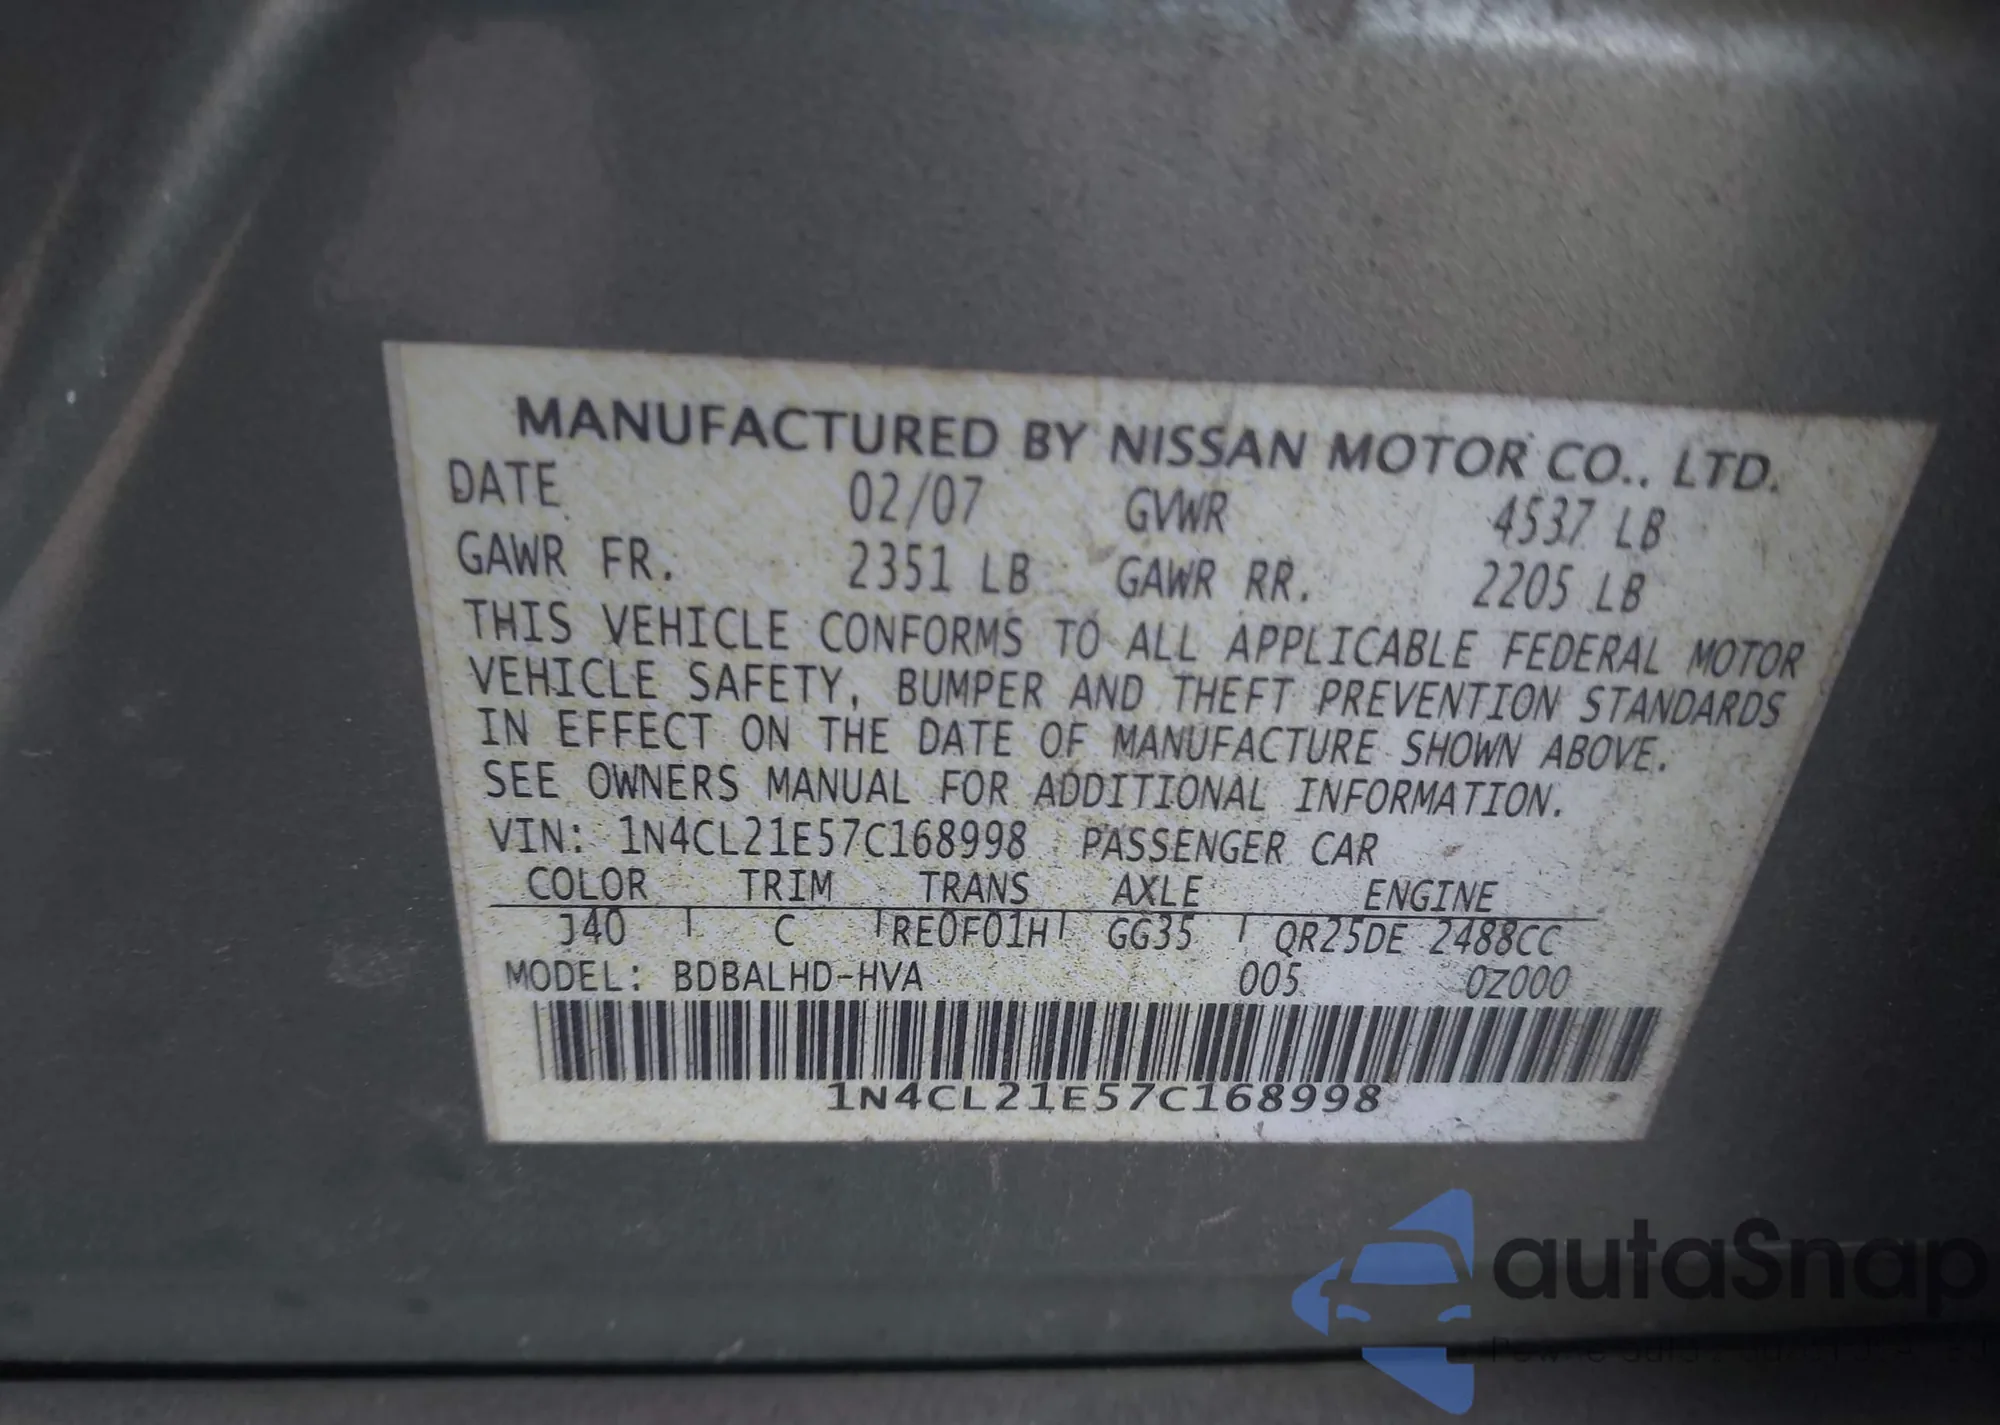 MANUFACTURED BY NISSAN MOTOR CO., LTD.
DATE 02/07 GVWR 4537 LB
GAWR FR. 2351 LB GAWR RR. 2205 LB
THIS VEHICLE CONFORMS TO ALL APPLICABLE FEDERAL MOTOR
VEHICLE SAFETY, BUMPER AND THEFT PREVENTION STANDARDS
IN EFFECT ON THE DATE OF MANUFACTURE SHOWN ABOVE.
SEE OWNERS MANUAL FOR ADDITIONAL INFORMATION.
VIN: 1N4CL21E57C168998 PASSENGER CAR
COLOR TRIM TRANS AXLE ENGINE
J40 C RE0F01H GG35 QR25DE 2488CC
MODEL: BDBALHD-HVA 005 0Z000
1N4CL21E57C168998
autaSnap